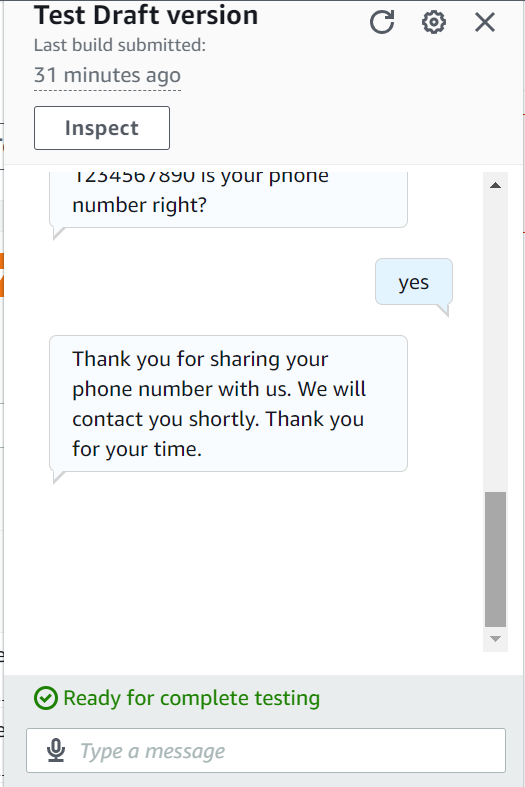 Test Draft version
Last build submitted:
31 minutes ago
Inspect
1234567890 is your phone
number right?
yes
Thank you for sharing your
phone number with us. We will
contact you shortly. Thank you
for your time.
Ready for complete testing
Type a message